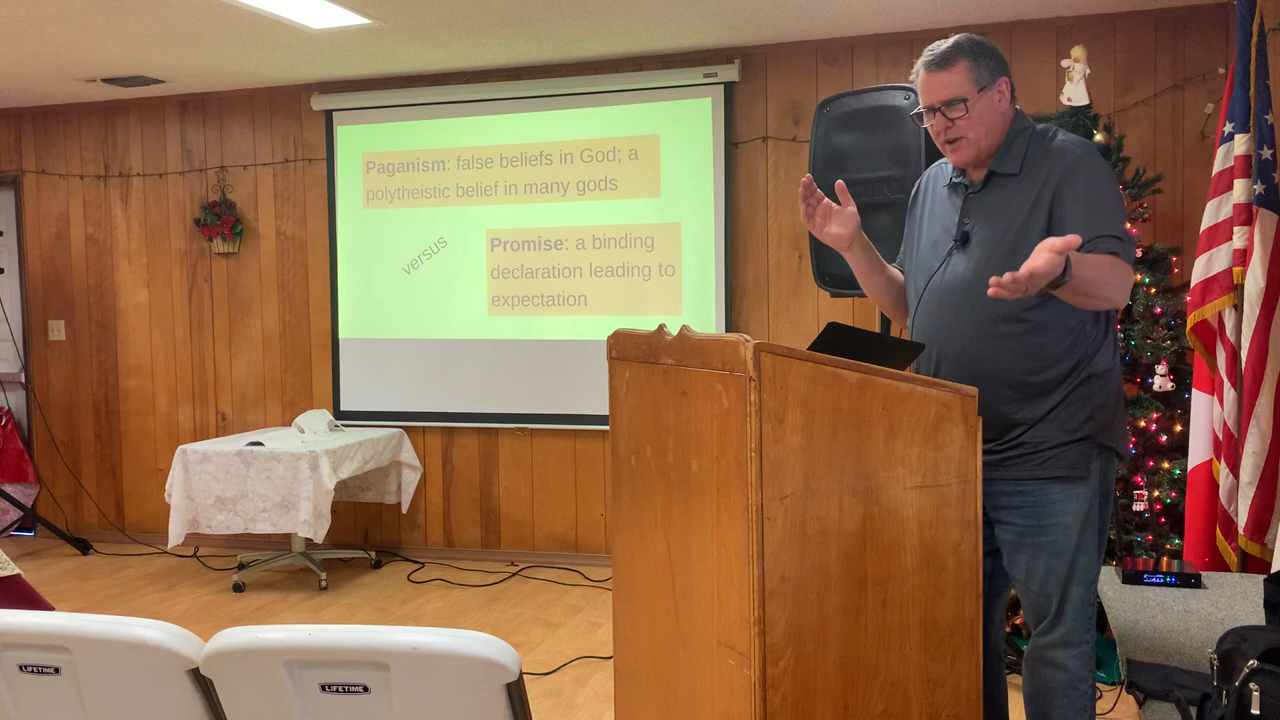 Paganism: false beliefs in God; a
polytheistic belief in many gods
versus
Promise: a binding
declaration leading to
expectation
LIFETIME
LIFETIME